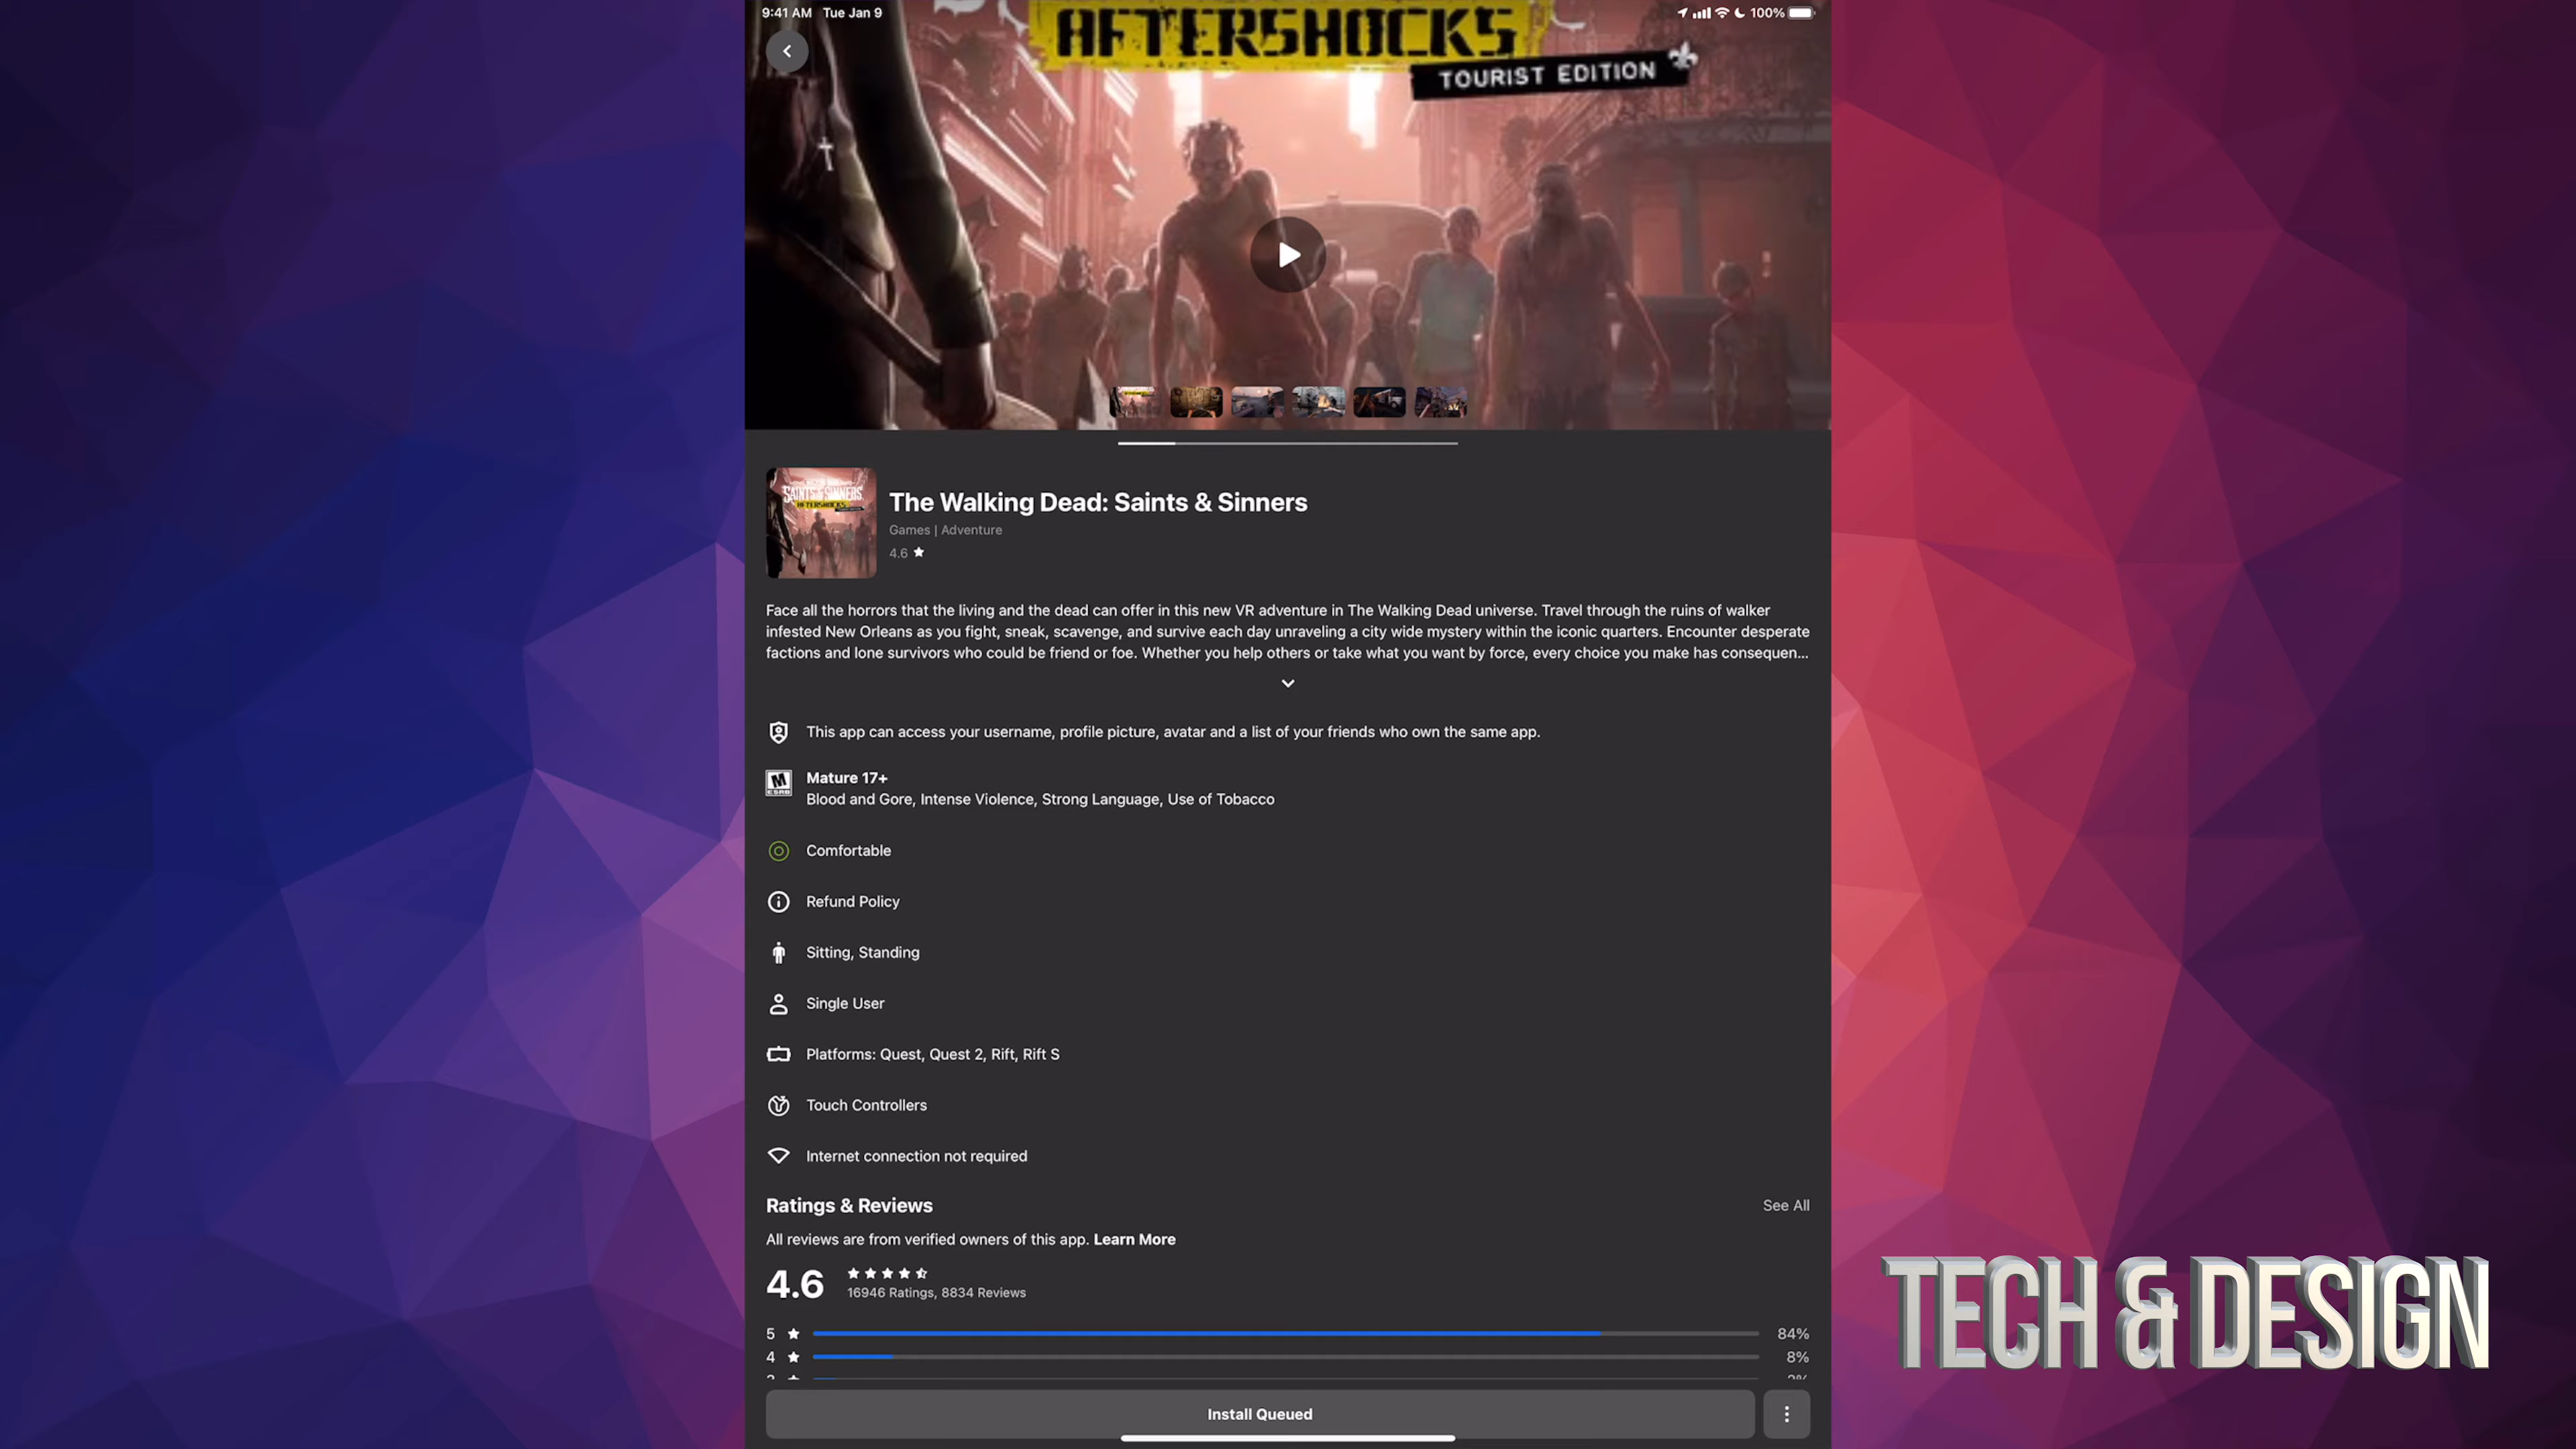 9:41 AM Tue Jan 9
100%
AFTERSHOCKS
TOURIST EDITION
SAINTS & SINNERS
AFTERSHOCKS
The Walking Dead: Saints & Sinners
Games | Adventure
4.6
Face all the horrors that the living and the dead can offer in this new VR adventure in The Walking Dead universe. Travel through the ruins of walker
infested New Orleans as you fight, sneak, scavenge, and survive each day unraveling a city wide mystery within the iconic quarters. Encounter desperate
factions and lone survivors who could be friend or foe. Whether you help others or take what you want by force, every choice you make has consequen...
This app can access your username, profile picture, avatar and a list of your friends who own the same app.
M
ESRB
Mature 17+
Blood and Gore, Intense Violence, Strong Language, Use of Tobacco
Comfortable
Refund Policy
Sitting, Standing
Single User
Platforms: Quest, Quest 2, Rift, Rift S
Touch Controllers
Internet connection not required
Ratings & Reviews
See All
All reviews are from verified owners of this app. Learn More
4.6
16946 Ratings, 8834 Reviews
5 84%
4 8%
Install Queued
TECH & DESIGN